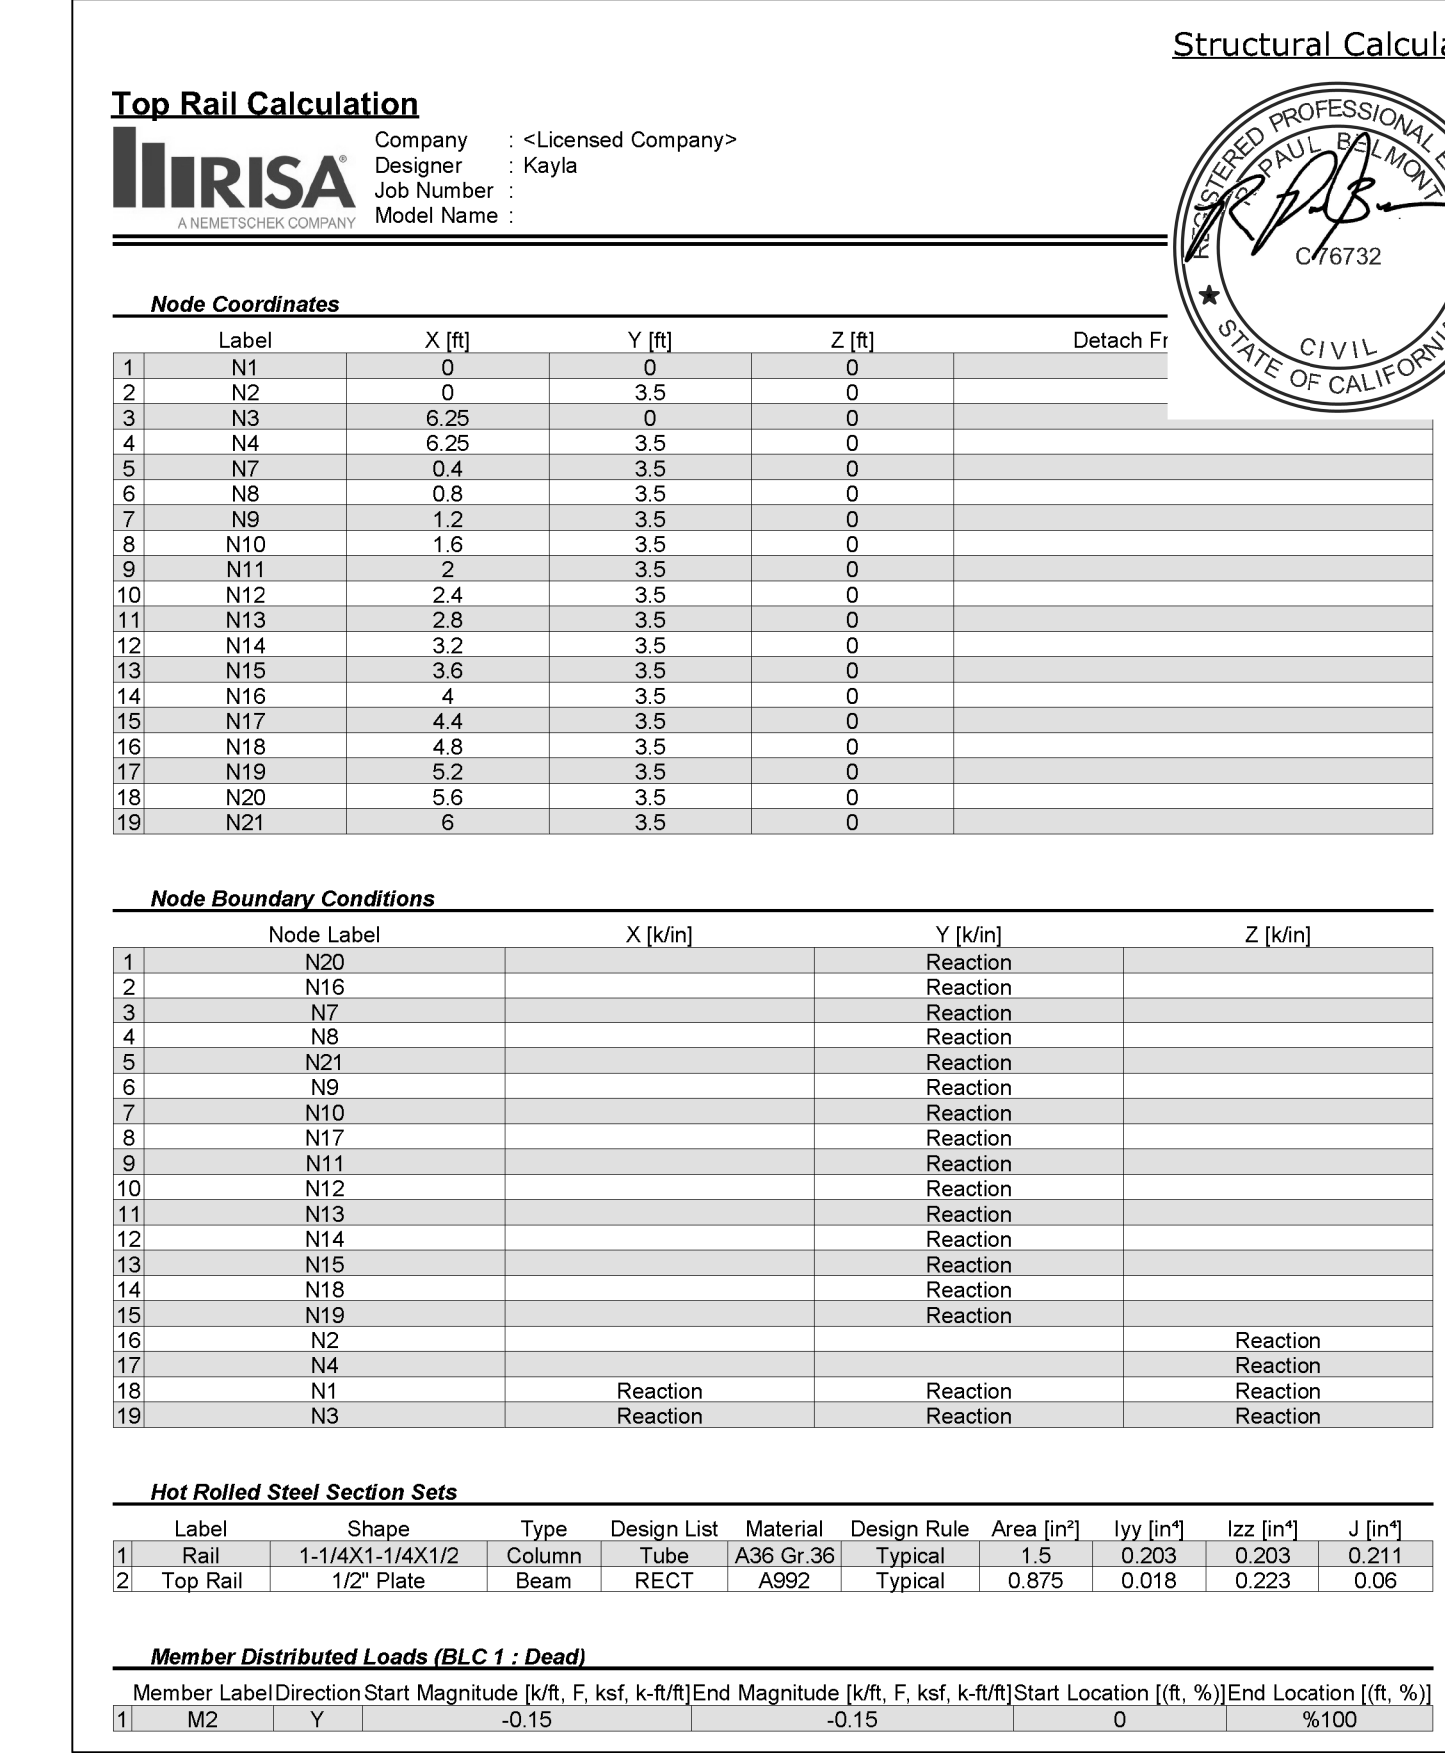 Structural Calcula
Top Rail Calculation
IRISA®
A NEMETSCHEK COMPANY
Company : <Licensed Company>
Designer : Kayla
Job Number :
Model Name :
REGISTERED PROFESSIONAL E
R. PAUL BELMONT
C76732
CIVIL
STATE OF CALIFORNIA
Node Coordinates
Label X [ft] Y [ft] Z [ft] Detach Fr
1 N1 0 0 0
2 N2 0 3.5 0
3 N3 6.25 0 0
4 N4 6.25 3.5 0
5 N7 0.4 3.5 0
6 N8 0.8 3.5 0
7 N9 1.2 3.5 0
8 N10 1.6 3.5 0
9 N11 2 3.5 0
10 N12 2.4 3.5 0
11 N13 2.8 3.5 0
12 N14 3.2 3.5 0
13 N15 3.6 3.5 0
14 N16 4 3.5 0
15 N17 4.4 3.5 0
16 N18 4.8 3.5 0
17 N19 5.2 3.5 0
18 N20 5.6 3.5 0
19 N21 6 3.5 0
Node Boundary Conditions
Node Label X [k/in] Y [k/in] Z [k/in]
1 N20 Reaction
2 N16 Reaction
3 N7 Reaction
4 N8 Reaction
5 N21 Reaction
6 N9 Reaction
7 N10 Reaction
8 N17 Reaction
9 N11 Reaction
10 N12 Reaction
11 N13 Reaction
12 N14 Reaction
13 N15 Reaction
14 N18 Reaction
15 N19 Reaction
16 N2 Reaction
17 N4 Reaction
18 N1 Reaction Reaction Reaction
19 N3 Reaction Reaction Reaction
Hot Rolled Steel Section Sets
Label Shape Type Design List Material Design Rule Area [in²] Iyy [in⁴] Izz [in⁴] J [in⁴]
1 Rail 1-1/4X1-1/4X1/2 Column Tube A36 Gr.36 Typical 1.5 0.203 0.203 0.211
2 Top Rail 1/2" Plate Beam RECT A992 Typical 0.875 0.018 0.223 0.06
Member Distributed Loads (BLC 1 : Dead)
Member Label Direction Start Magnitude [k/ft, F, ksf, k-ft/ft] End Magnitude [k/ft, F, ksf, k-ft/ft] Start Location [(ft, %)] End Location [(ft, %)]
1 M2 Y -0.15 -0.15 0 %100